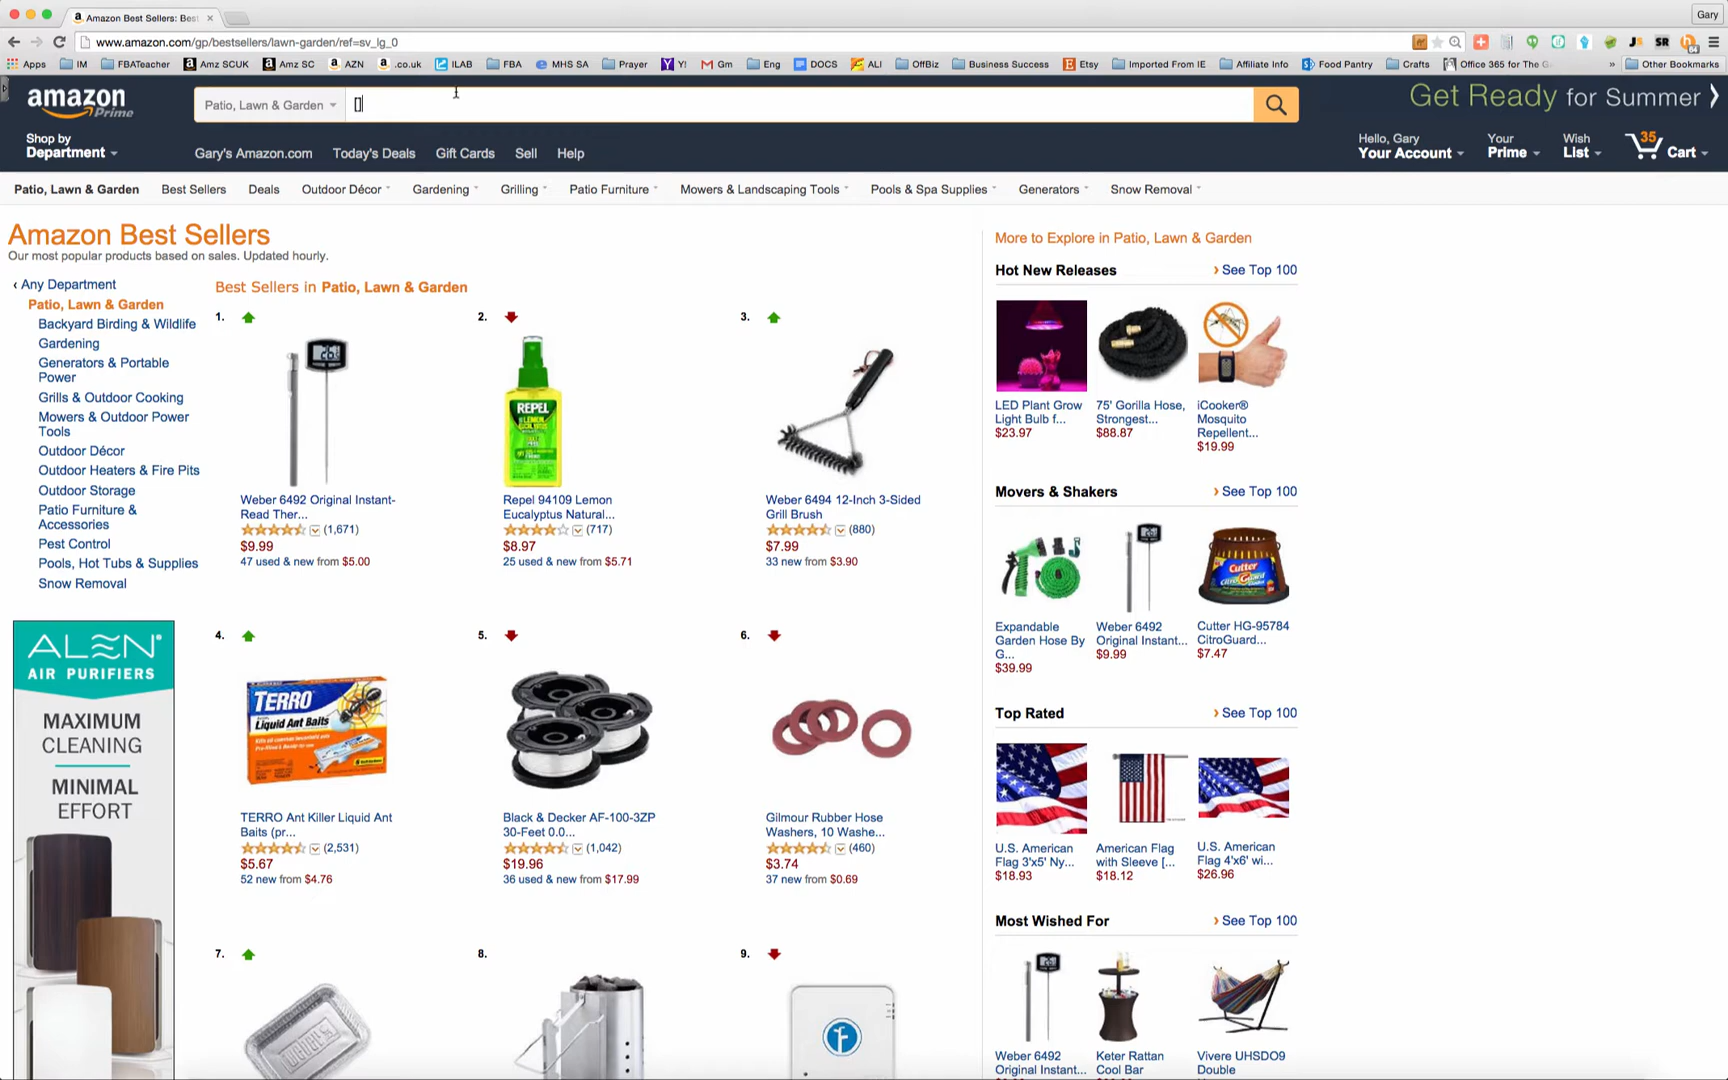 Amazon Best Sellers: Best
Gary
www.amazon.com/gp/bestsellers/lawn-garden/ref=sv_lg_0
Apps IM FBATeacher Amz SCUK Amz SC AZN .co.uk ILAB FBA MHS SA Prayer Y! Gm Eng DOCS ALI OffBiz Business Success Etsy Imported From IE Affiliate Info Food Pantry Crafts Office 365 for The G » Other Bookmarks
amazon Prime
Patio, Lawn & Garden
[]
Get Ready for Summer
Shop by
Department
Gary's Amazon.com Today's Deals Gift Cards Sell Help
Hello, Gary
Your Account
Your
Prime
Wish
List
35
Cart
Patio, Lawn & Garden Best Sellers Deals Outdoor Décor Gardening Grilling Patio Furniture Mowers & Landscaping Tools Pools & Spa Supplies Generators Snow Removal
Amazon Best Sellers
Our most popular products based on sales. Updated hourly.
‹ Any Department
Patio, Lawn & Garden
Backyard Birding & Wildlife
Gardening
Generators & Portable
Power
Grills & Outdoor Cooking
Mowers & Outdoor Power
Tools
Outdoor Décor
Outdoor Heaters & Fire Pits
Outdoor Storage
Patio Furniture &
Accessories
Pest Control
Pools, Hot Tubs & Supplies
Snow Removal
ALEN
AIR PURIFIERS
MAXIMUM
CLEANING
MINIMAL
EFFORT
Best Sellers in Patio, Lawn & Garden
1.
Weber 6492 Original Instant-
Read Ther...
(1,671)
$9.99
47 used & new from $5.00
2.
REPEL
Repel 94109 Lemon
Eucalyptus Natural...
(717)
$8.97
25 used & new from $5.71
3.
Weber 6494 12-Inch 3-Sided
Grill Brush
(880)
$7.99
33 new from $3.90
4.
TERRO
Liquid Ant Baits
TERRO Ant Killer Liquid Ant
Baits (pr...
(2,531)
$5.67
52 new from $4.76
5.
Black & Decker AF-100-3ZP
30-Feet 0.0...
(1,042)
$19.96
36 used & new from $17.99
6.
Gilmour Rubber Hose
Washers, 10 Washe...
(460)
$3.74
37 new from $0.69
7.
8.
9.
More to Explore in Patio, Lawn & Garden
Hot New Releases › See Top 100
LED Plant Grow
Light Bulb f...
$23.97
75' Gorilla Hose,
Strongest...
$88.87
iCooker®
Mosquito
Repellent...
$19.99
Movers & Shakers › See Top 100
Expandable
Garden Hose By
G...
$39.99
Weber 6492
Original Instant...
$9.99
Cutter
Cutter HG-95784
CitroGuard...
$7.47
Top Rated › See Top 100
U.S. American
Flag 3'x5' Ny...
$18.93
American Flag
with Sleeve [...
$18.12
U.S. American
Flag 4'x6' wi...
$26.96
Most Wished For › See Top 100
Weber 6492
Original Instant...
Keter Rattan
Cool Bar
Vivere UHSDO9
Double